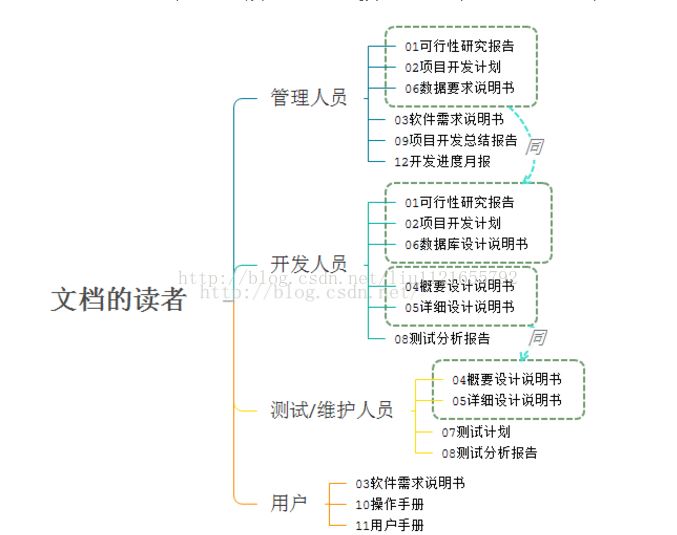 01可行性研究报告
02项目开发计划
06数据要求说明书
管理人员
03软件需求说明书
09项目开发总结报告
12开发进度月报
同
01可行性研究报告
02项目开发计划
06数据库设计说明书
开发人员
http://blog.csdn.net/liu1121655792
http://blog.csdn.net/
04概要设计说明书
05详细设计说明书
文档的读者
08测试分析报告
同
04概要设计说明书
05详细设计说明书
测试/维护人员
07测试计划
08测试分析报告
用户
03软件需求说明书
10操作手册
11用户手册